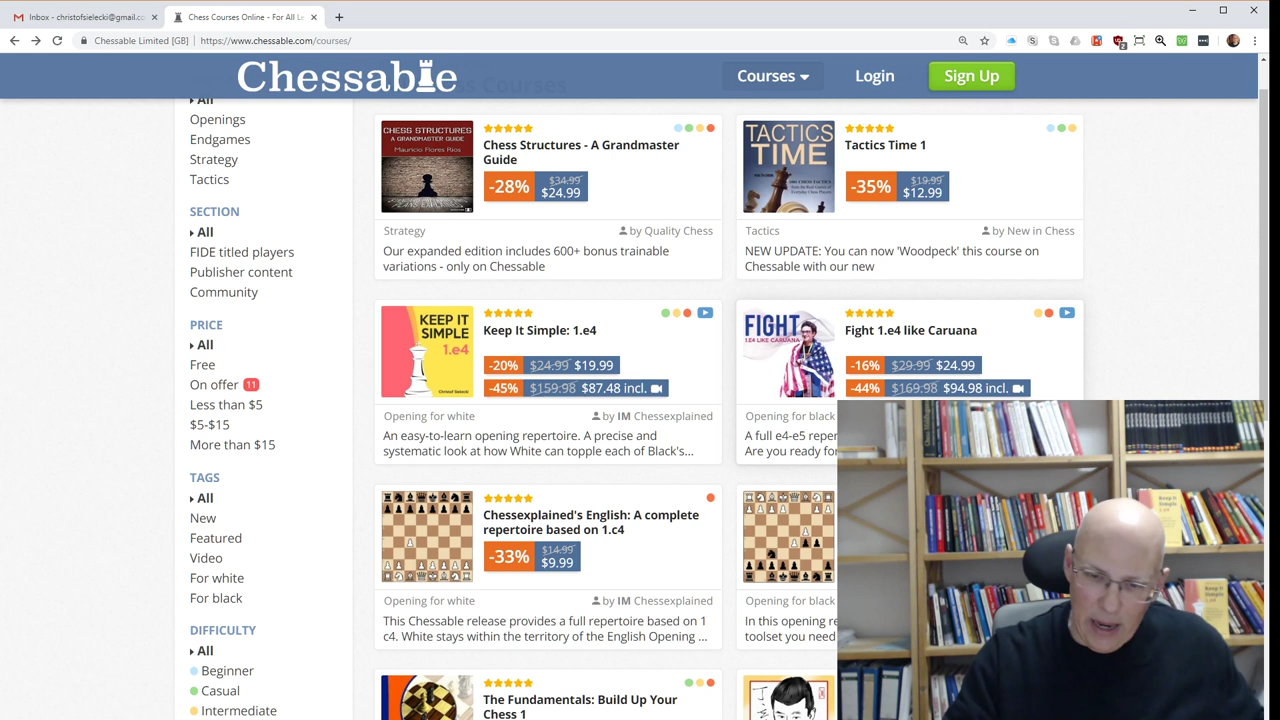 Inbox - christofsielecki@gmail.co
Chessable Courses Online - For All Le
Chessable Limited [GB]
https://www.chessable.com/courses/
Chessable
Courses
Login
Sign Up
Courses
All
Openings
Endgames
Strategy
Tactics
SECTION
All
FIDE titled players
Publisher content
Community
PRICE
All
Free
On offer 11
Less than $5
$5-$15
More than $15
TAGS
All
New
Featured
Video
For white
For black
DIFFICULTY
All
Beginner
Casual
Intermediate
CHESS STRUCTURES
A GRANDMASTER GUIDE
Mauricio Flores Ríos
Chess Structures - A Grandmaster
Guide
-28% $34.99
$24.99
Strategy
by Quality Chess
Our expanded edition includes 600+ bonus trainable
variations - only on Chessable
TACTICS
TIME
Tactics Time 1
-35% $19.99
$12.99
Tactics
by New in Chess
NEW UPDATE: You can now 'Woodpeck' this course on
Chessable with our new
KEEP IT
SIMPLE
1.e4
Christof Sielecki
Keep It Simple: 1.e4
-20% $24.99 $19.99
-45% $159.98 $87.48 incl.
Opening for white
by IM Chessexplained
An easy-to-learn opening repertoire. A precise and
systematic look at how White can topple each of Black's...
FIGHT
1.E4 LIKE CARUANA
Fight 1.e4 like Caruana
-16% $29.99 $24.99
-44% $169.98 $94.98 incl.
Opening for black
A full e4-e5 reper
Are you ready fo
Chessexplained's English: A complete
repertoire based on 1.c4
-33% $14.99
$9.99
Opening for white
by IM Chessexplained
This Chessable release provides a full repertoire based on 1
c4. White stays within the territory of the English Opening ...
Opening for black
In this opening re
toolset you need
The Fundamentals: Build Up Your
Chess 1